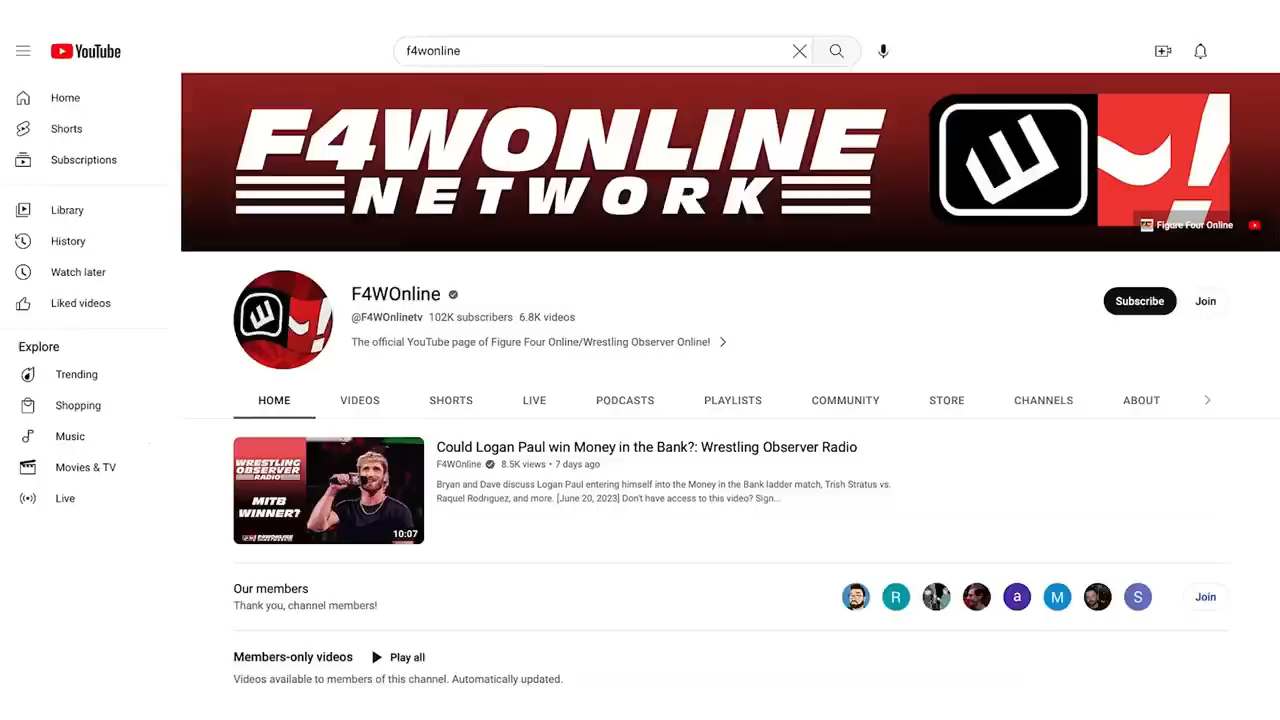 YouTube
f4wonline
Home
Shorts
Subscriptions
Library
History
Watch later
Liked videos
Explore
Trending
Shopping
Music
Movies & TV
Live
F4WONLINE
NETWORK
Figure Four Online
F4WOnline
@F4WOnlinetv 102K subscribers 6.8K videos
The official YouTube page of Figure Four Online/Wrestling Observer Online!
Subscribe
Join
HOME VIDEOS SHORTS LIVE PODCASTS PLAYLISTS COMMUNITY STORE CHANNELS ABOUT
WRESTLING
OBSERVER
RADIO
MITB
WINNER?
F4WONLINE
10:07
Could Logan Paul win Money in the Bank?: Wrestling Observer Radio
F4WOnline 8.5K views • 7 days ago
Bryan and Dave discuss Logan Paul entering himself into the Money in the Bank ladder match, Trish Stratus vs.
Raquel Rodriguez, and more. [June 20, 2023] Don't have access to this video? Sign...
Our members
Thank you, channel members!
R
a
M
S
Join
Members-only videos
Play all
Videos available to members of this channel. Automatically updated.